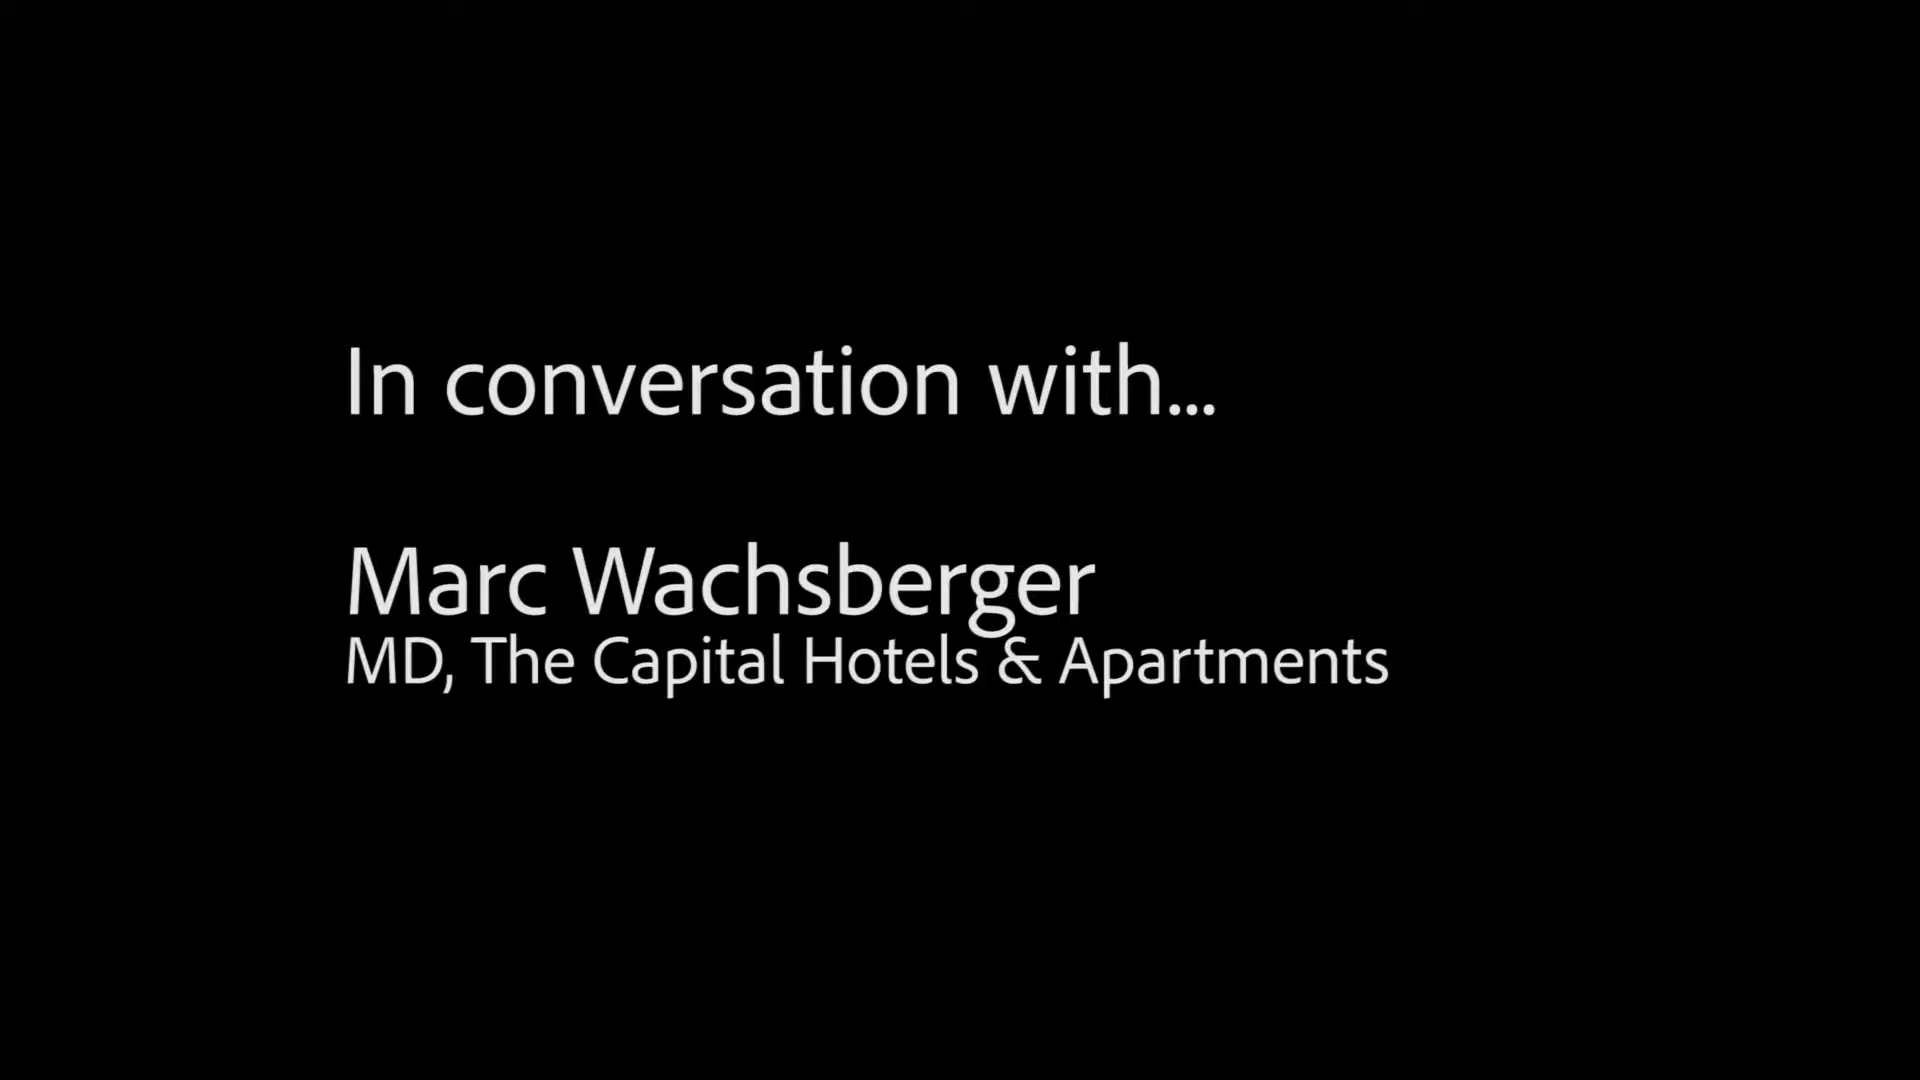 In conversation with...
Marc Wachsberger
MD, The Capital Hotels & Apartments